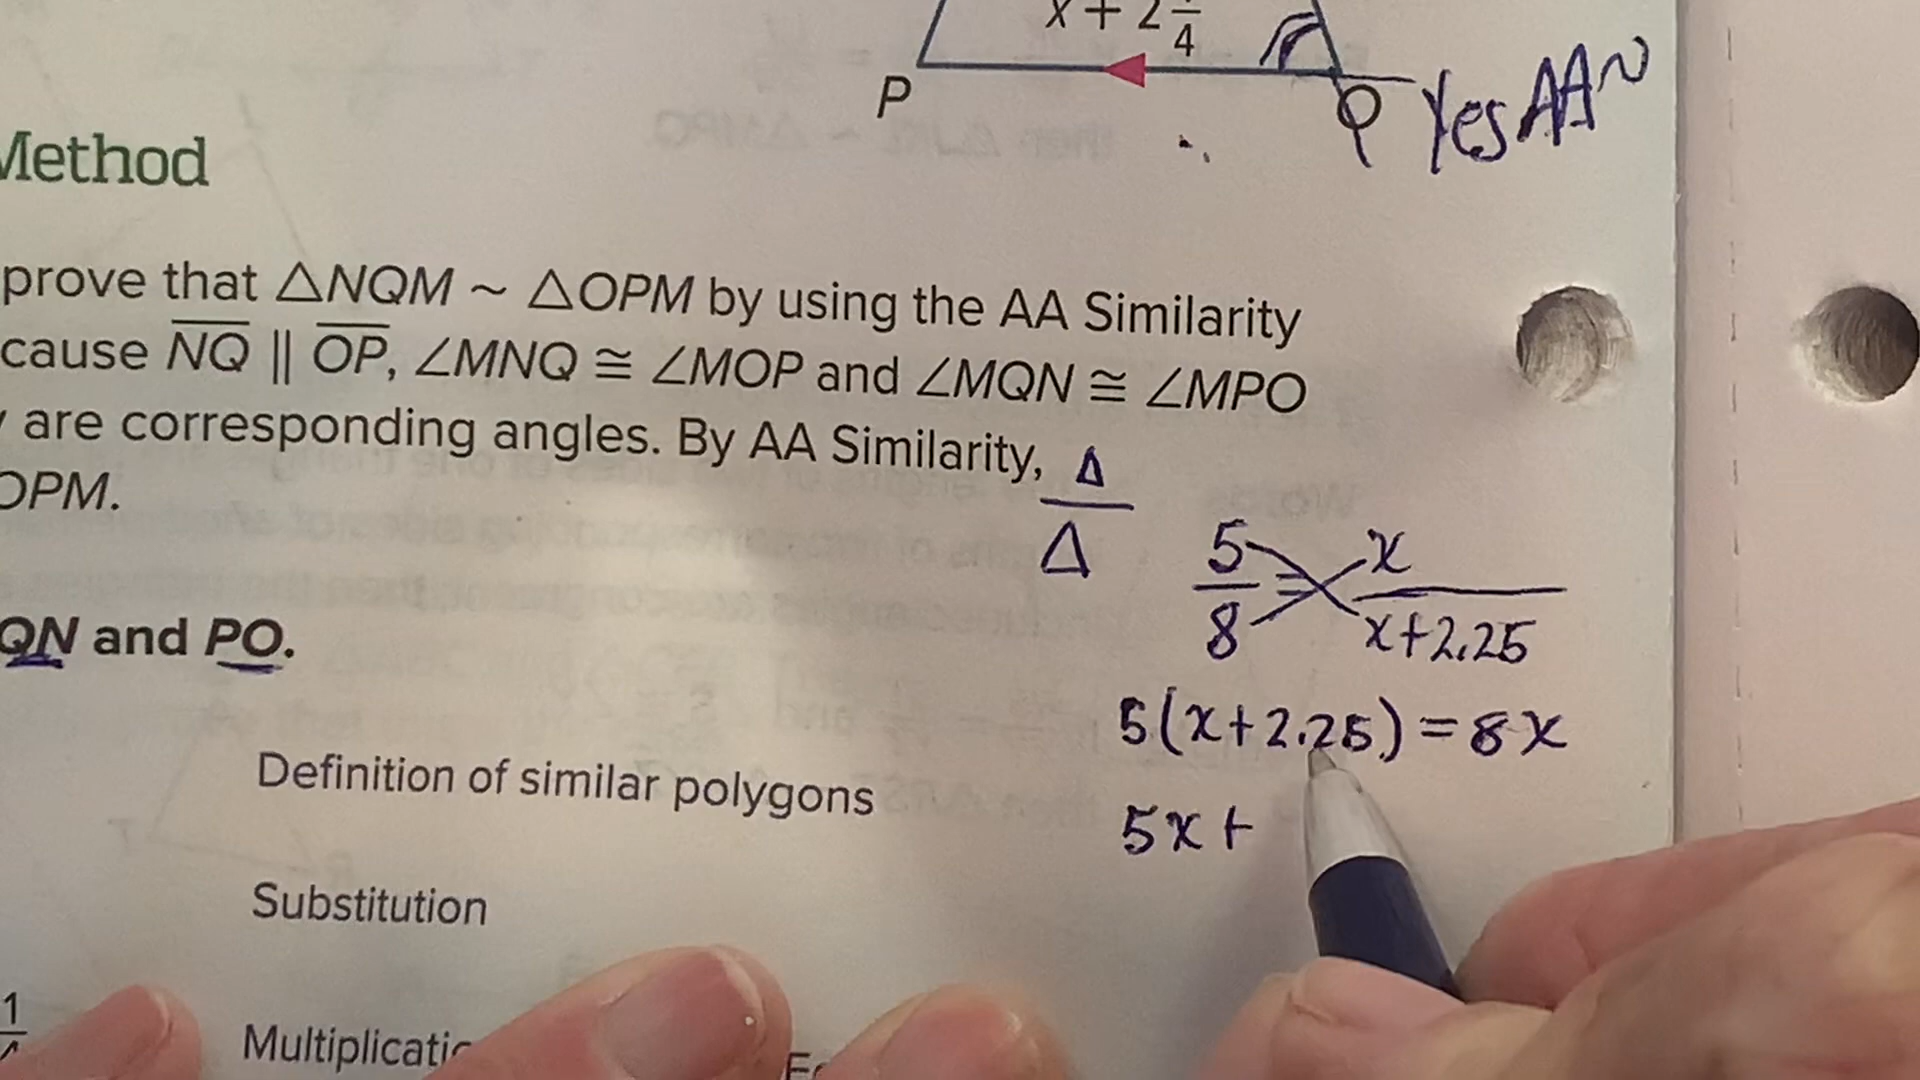 x + 2 /4
P
Q Yes AA~
Method
prove that △NQM ~ △OPM by using the AA Similarity
cause NQ || OP, ∠MNQ ≅ ∠MOP and ∠MQN ≅ ∠MPO
are corresponding angles. By AA Similarity,
OPM.
Δ/Δ
5/8 = x/x+2.25
QN and PO.
5(x+2.25) = 8x
Definition of similar polygons
5x+
Substitution
1
Multiplicatio